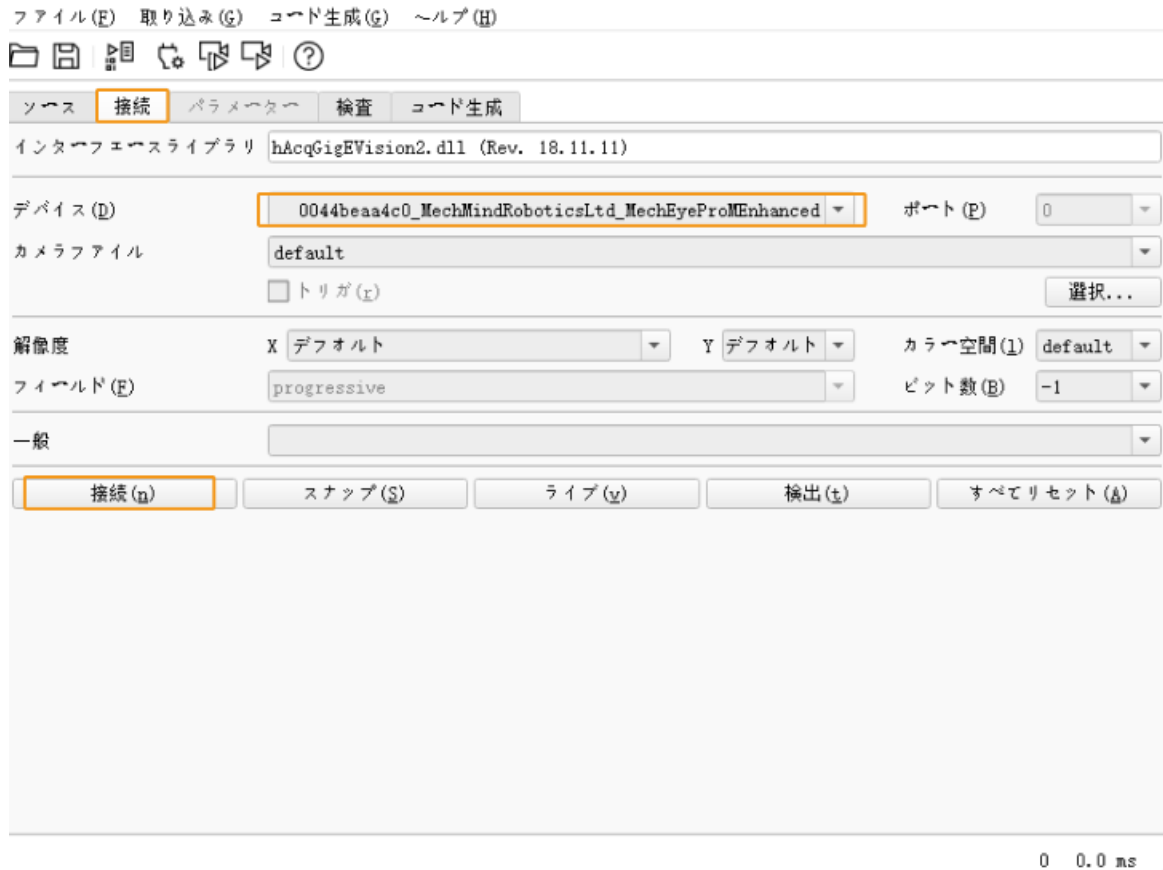 ファイル(F) 取り込み(G) コード生成(G) ヘルプ(H)
ソース 接続 パラメーター 検査 コード生成
インターフェースライブラリ hAcqGigEVision2.dll (Rev. 18.11.11)
デバイス(D) 0044beaa4c0_MechMindRoboticsLtd_MechEyeProMEnhanced ポート(P) 0
カメラファイル default
トリガ(r) 選択...
解像度 X デフォルト Y デフォルト カラー空間(l) default
フィールド(F) progressive ビット数(B) -1
一般
接続(n) スナップ(S) ライブ(v) 検出(t) すべてリセット(A)
0 0.0 ms